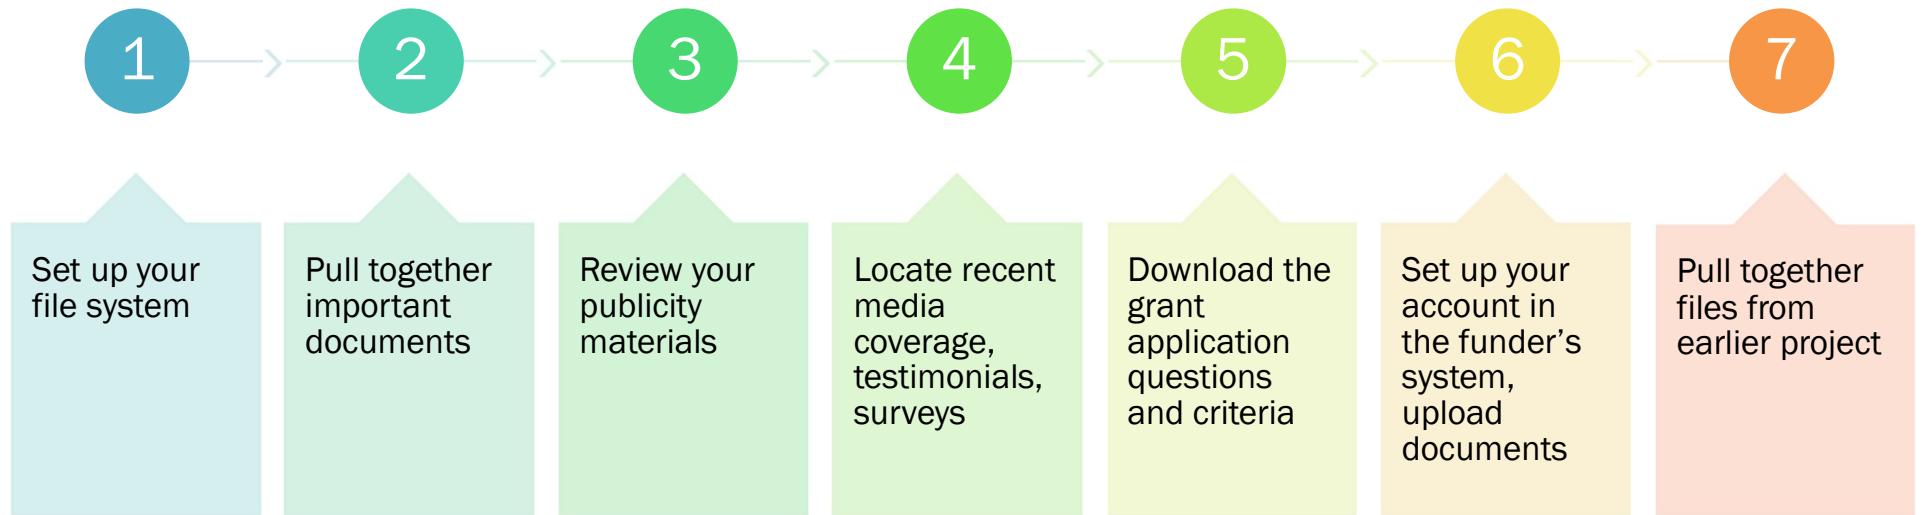 1
2
3
4
5
6
7
Set up your
file system
Pull together
important
documents
Review your
publicity
materials
Locate recent
media
coverage,
testimonials,
surveys
Download the
grant
application
questions
and criteria
Set up your
account in
the funder’s
system,
upload
documents
Pull together
files from
earlier project